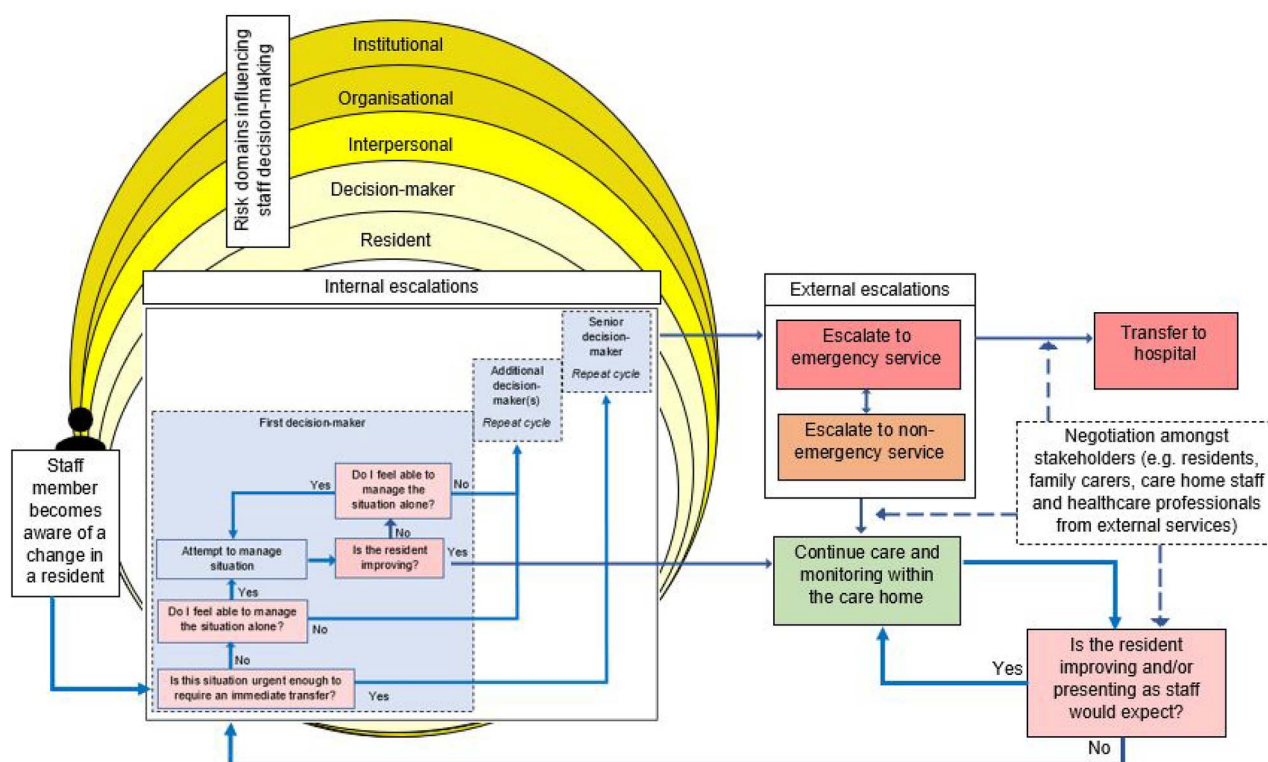 Risk domains influencing
staff decision-making
Institutional
Organisational
Interpersonal
Decision-maker
Resident
Internal escalations
Senior
decision-
maker
Repeat cycle
Additional
decision-
maker(s)
Repeat cycle
First decision-maker
Do I feel able to
manage the
situation alone?
Yes
No
No
Attempt to manage
situation
Is the resident
improving?
Yes
Yes
Do I feel able to manage
the situation alone?
No
No
Is this situation urgent enough to
require an immediate transfer?
Yes
Staff
member
becomes
aware of a
change in
a resident
External escalations
Escalate to
emergency service
Escalate to non-
emergency service
Transfer to
hospital
Negotiation amongst
stakeholders (e.g. residents,
family carers, care home staff
and healthcare professionals
from external services)
Continue care and
monitoring within
the care home
Is the resident
improving and/or
presenting as staff
would expect?
Yes
No